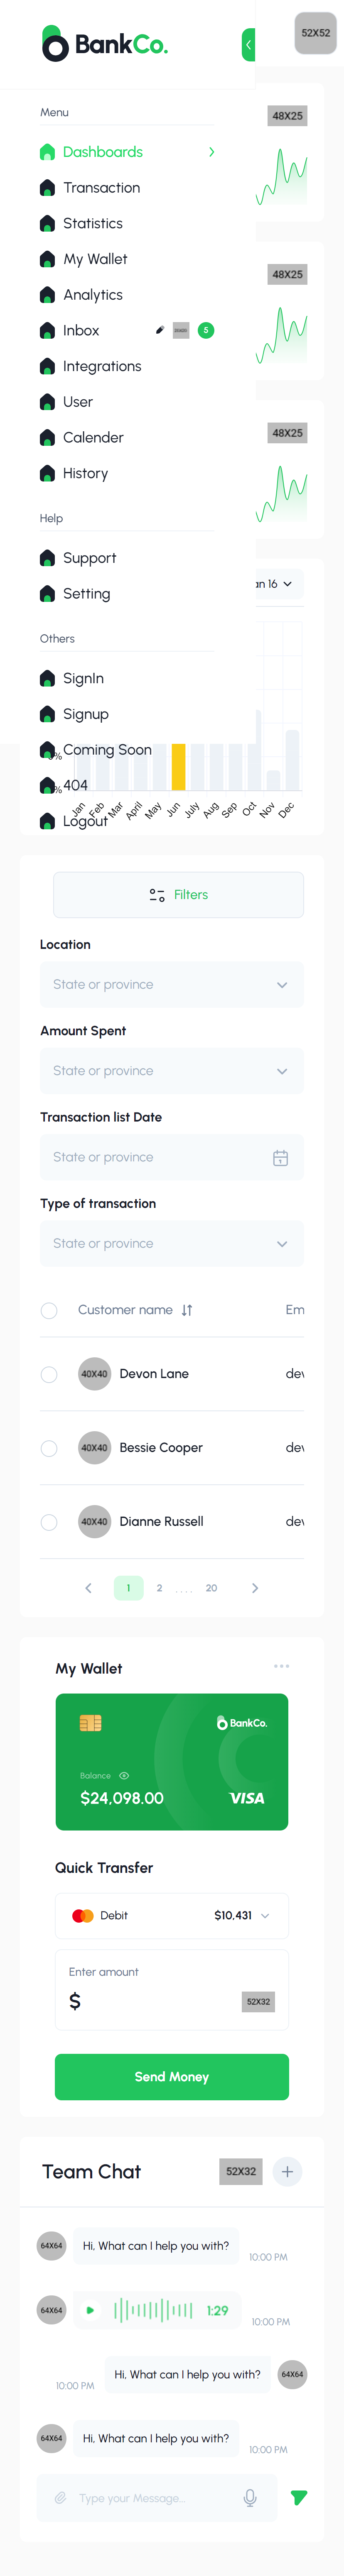 BankCo.
52X52
Menu
48X25
Dashboards
Transaction
Statistics
My Wallet
48X25
Analytics
Inbox
5
Integrations
User
Calender
48X25
History
Help
Support
an 16
Setting
Others
SignIn
Signup
Coming Soon
%
404
%
Logout
Jan
Feb
Mar
April
May
Jun
July
Aug
Sep
Oct
Nov
Dec
Filters
Location
State or province
Amount Spent
State or province
Transaction list Date
State or province
Type of transaction
State or province
Customer name
Em
40X40
Devon Lane
dev
40X40
Bessie Cooper
dev
40X40
Dianne Russell
dev
1 2 .... 20
My Wallet
BankCo.
Balance
$24,098.00
VISA
Quick Transfer
Debit
$10,431
Enter amount
$
52X32
Send Money
Team Chat
52X32
64X64
Hi, What can I help you with?
10:00 PM
64X64
1:29
10:00 PM
Hi, What can I help you with?
64X64
10:00 PM
64X64
Hi, What can I help you with?
10:00 PM
Type your Message...